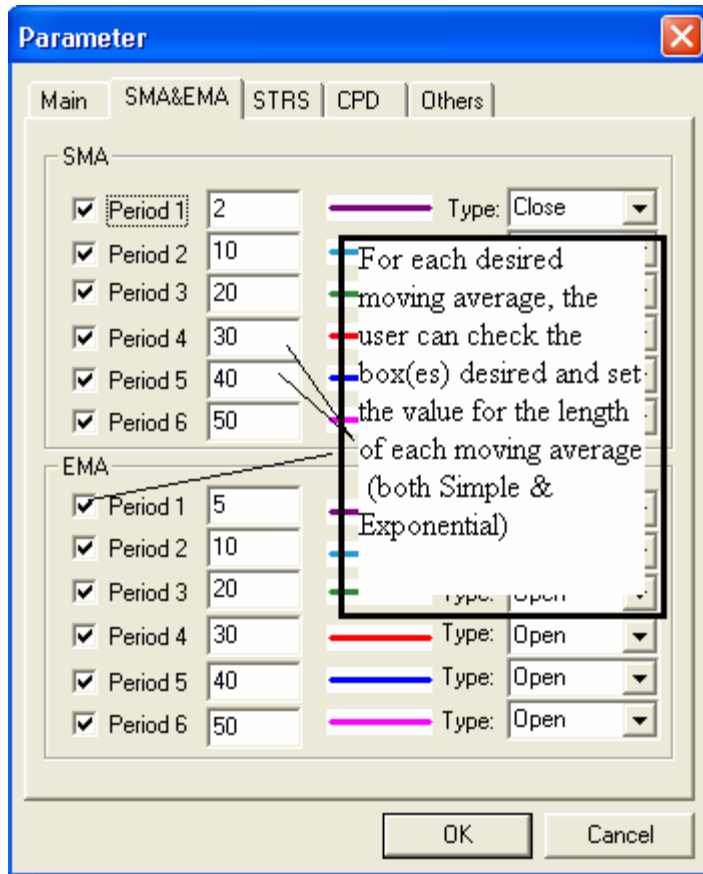 Parameter
Main SMA&EMA STRS CPD Others
SMA
Period 1 2 Type: Close
Period 2 10
Period 3 20
Period 4 30
Period 5 40
Period 6 50
For each desired
moving average, the
user can check the
box(es) desired and set
the value for the length
of each moving average
(both Simple &
Exponential)
EMA
Period 1 5
Period 2 10
Period 3 20 Type: Open
Period 4 30 Type: Open
Period 5 40 Type: Open
Period 6 50 Type: Open
OK Cancel